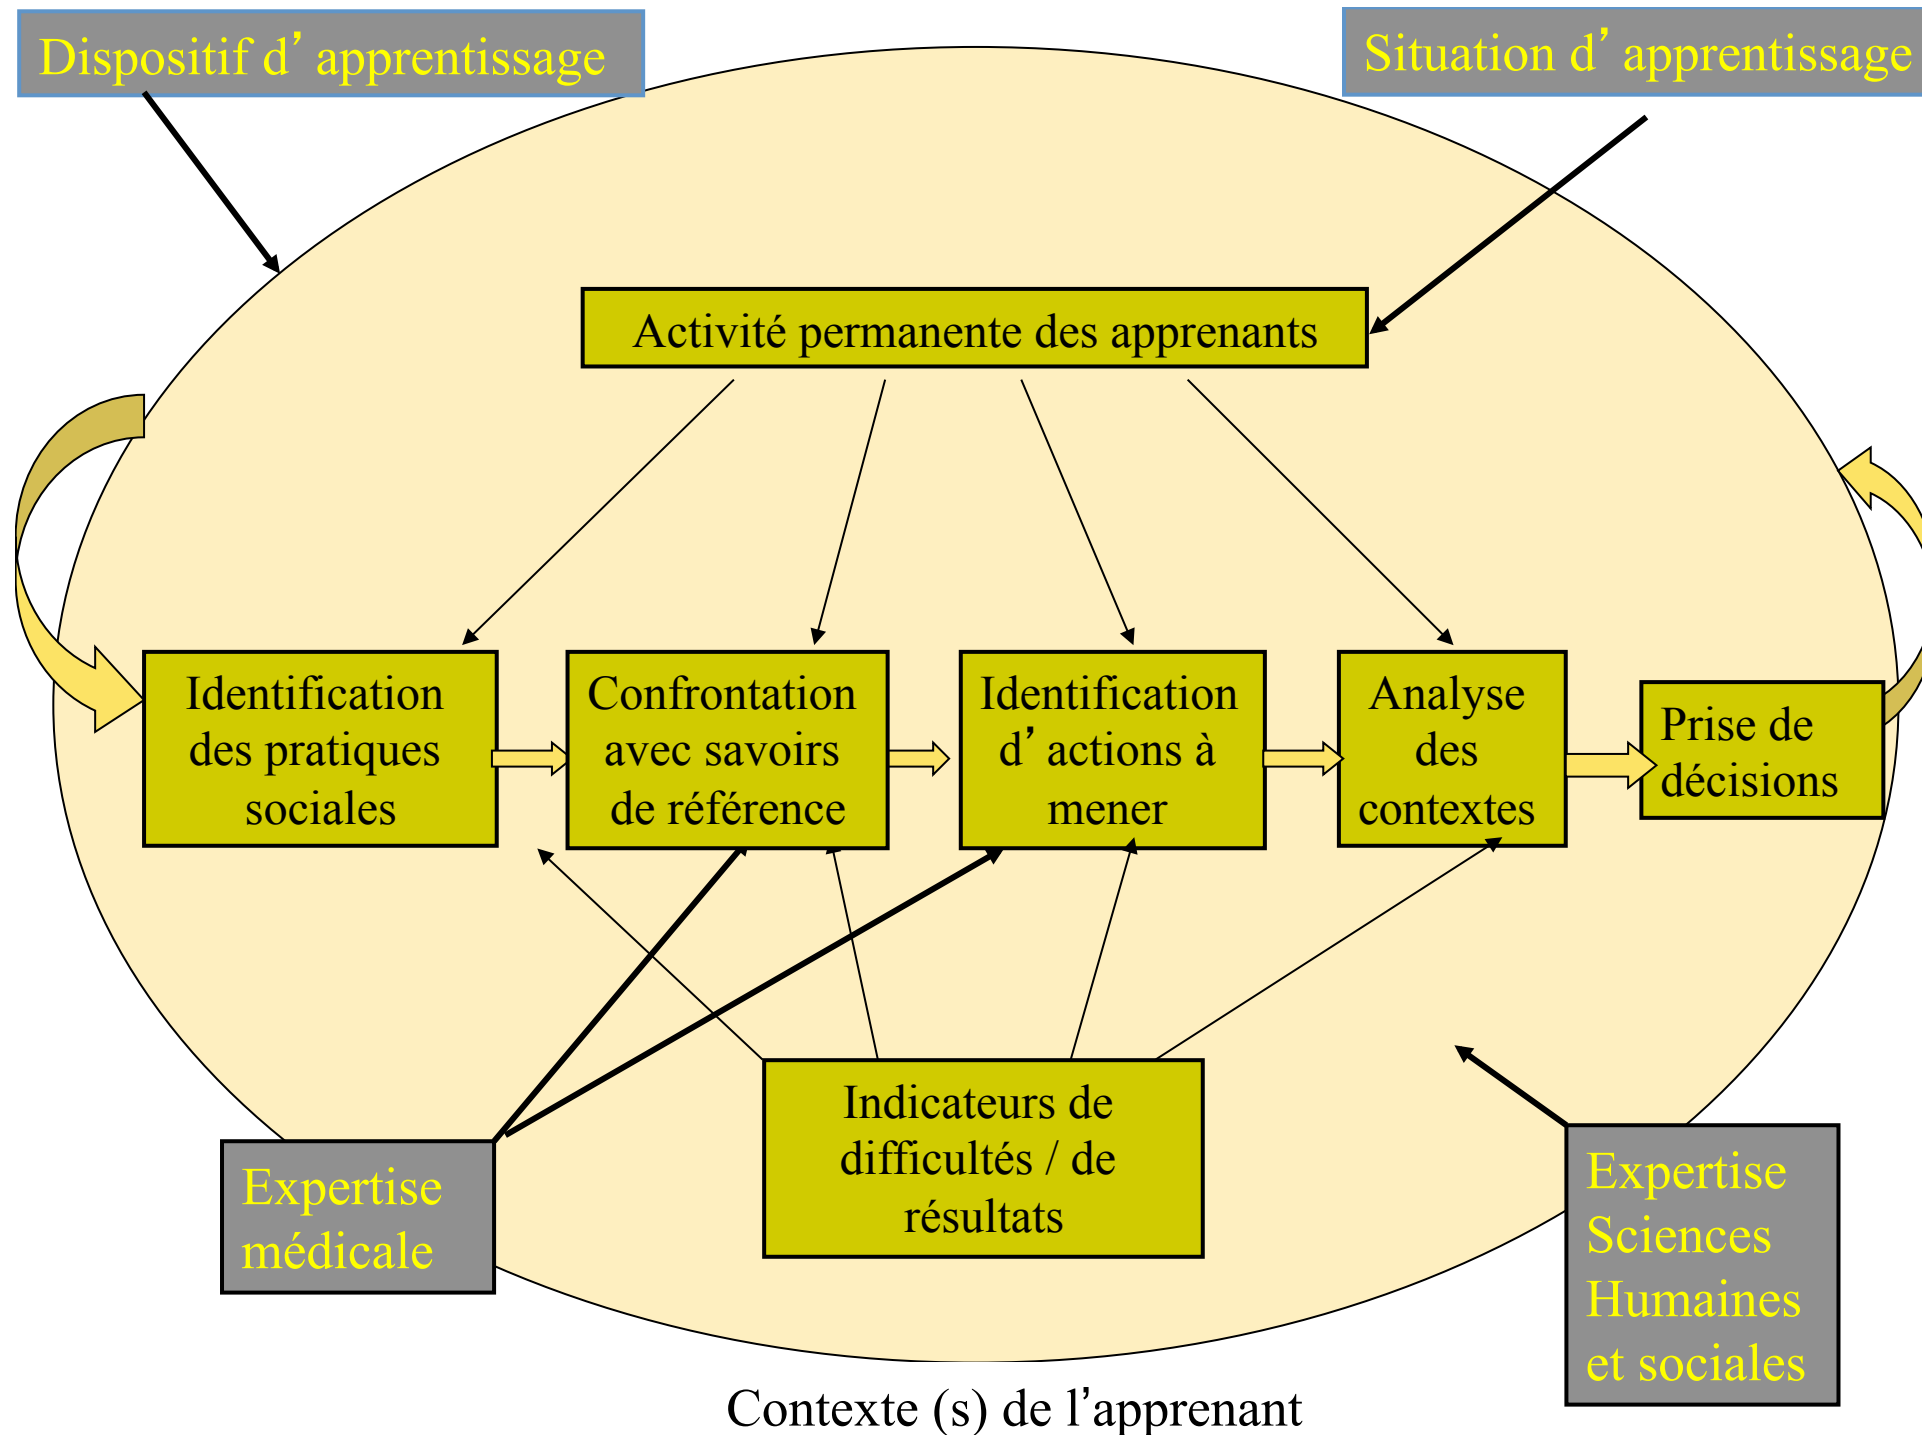 Dispositif d’apprentissage
Situation d’apprentissage
Activité permanente des apprenants
Identification
des pratiques
sociales
Confrontation
avec savoirs
de référence
Identification
d’actions à
mener
Analyse
des
contextes
Prise de
décisions
Indicateurs de
difficultés / de
résultats
Expertise
médicale
Expertise
Sciences
Humaines
et sociales
Contexte (s) de l’apprenant